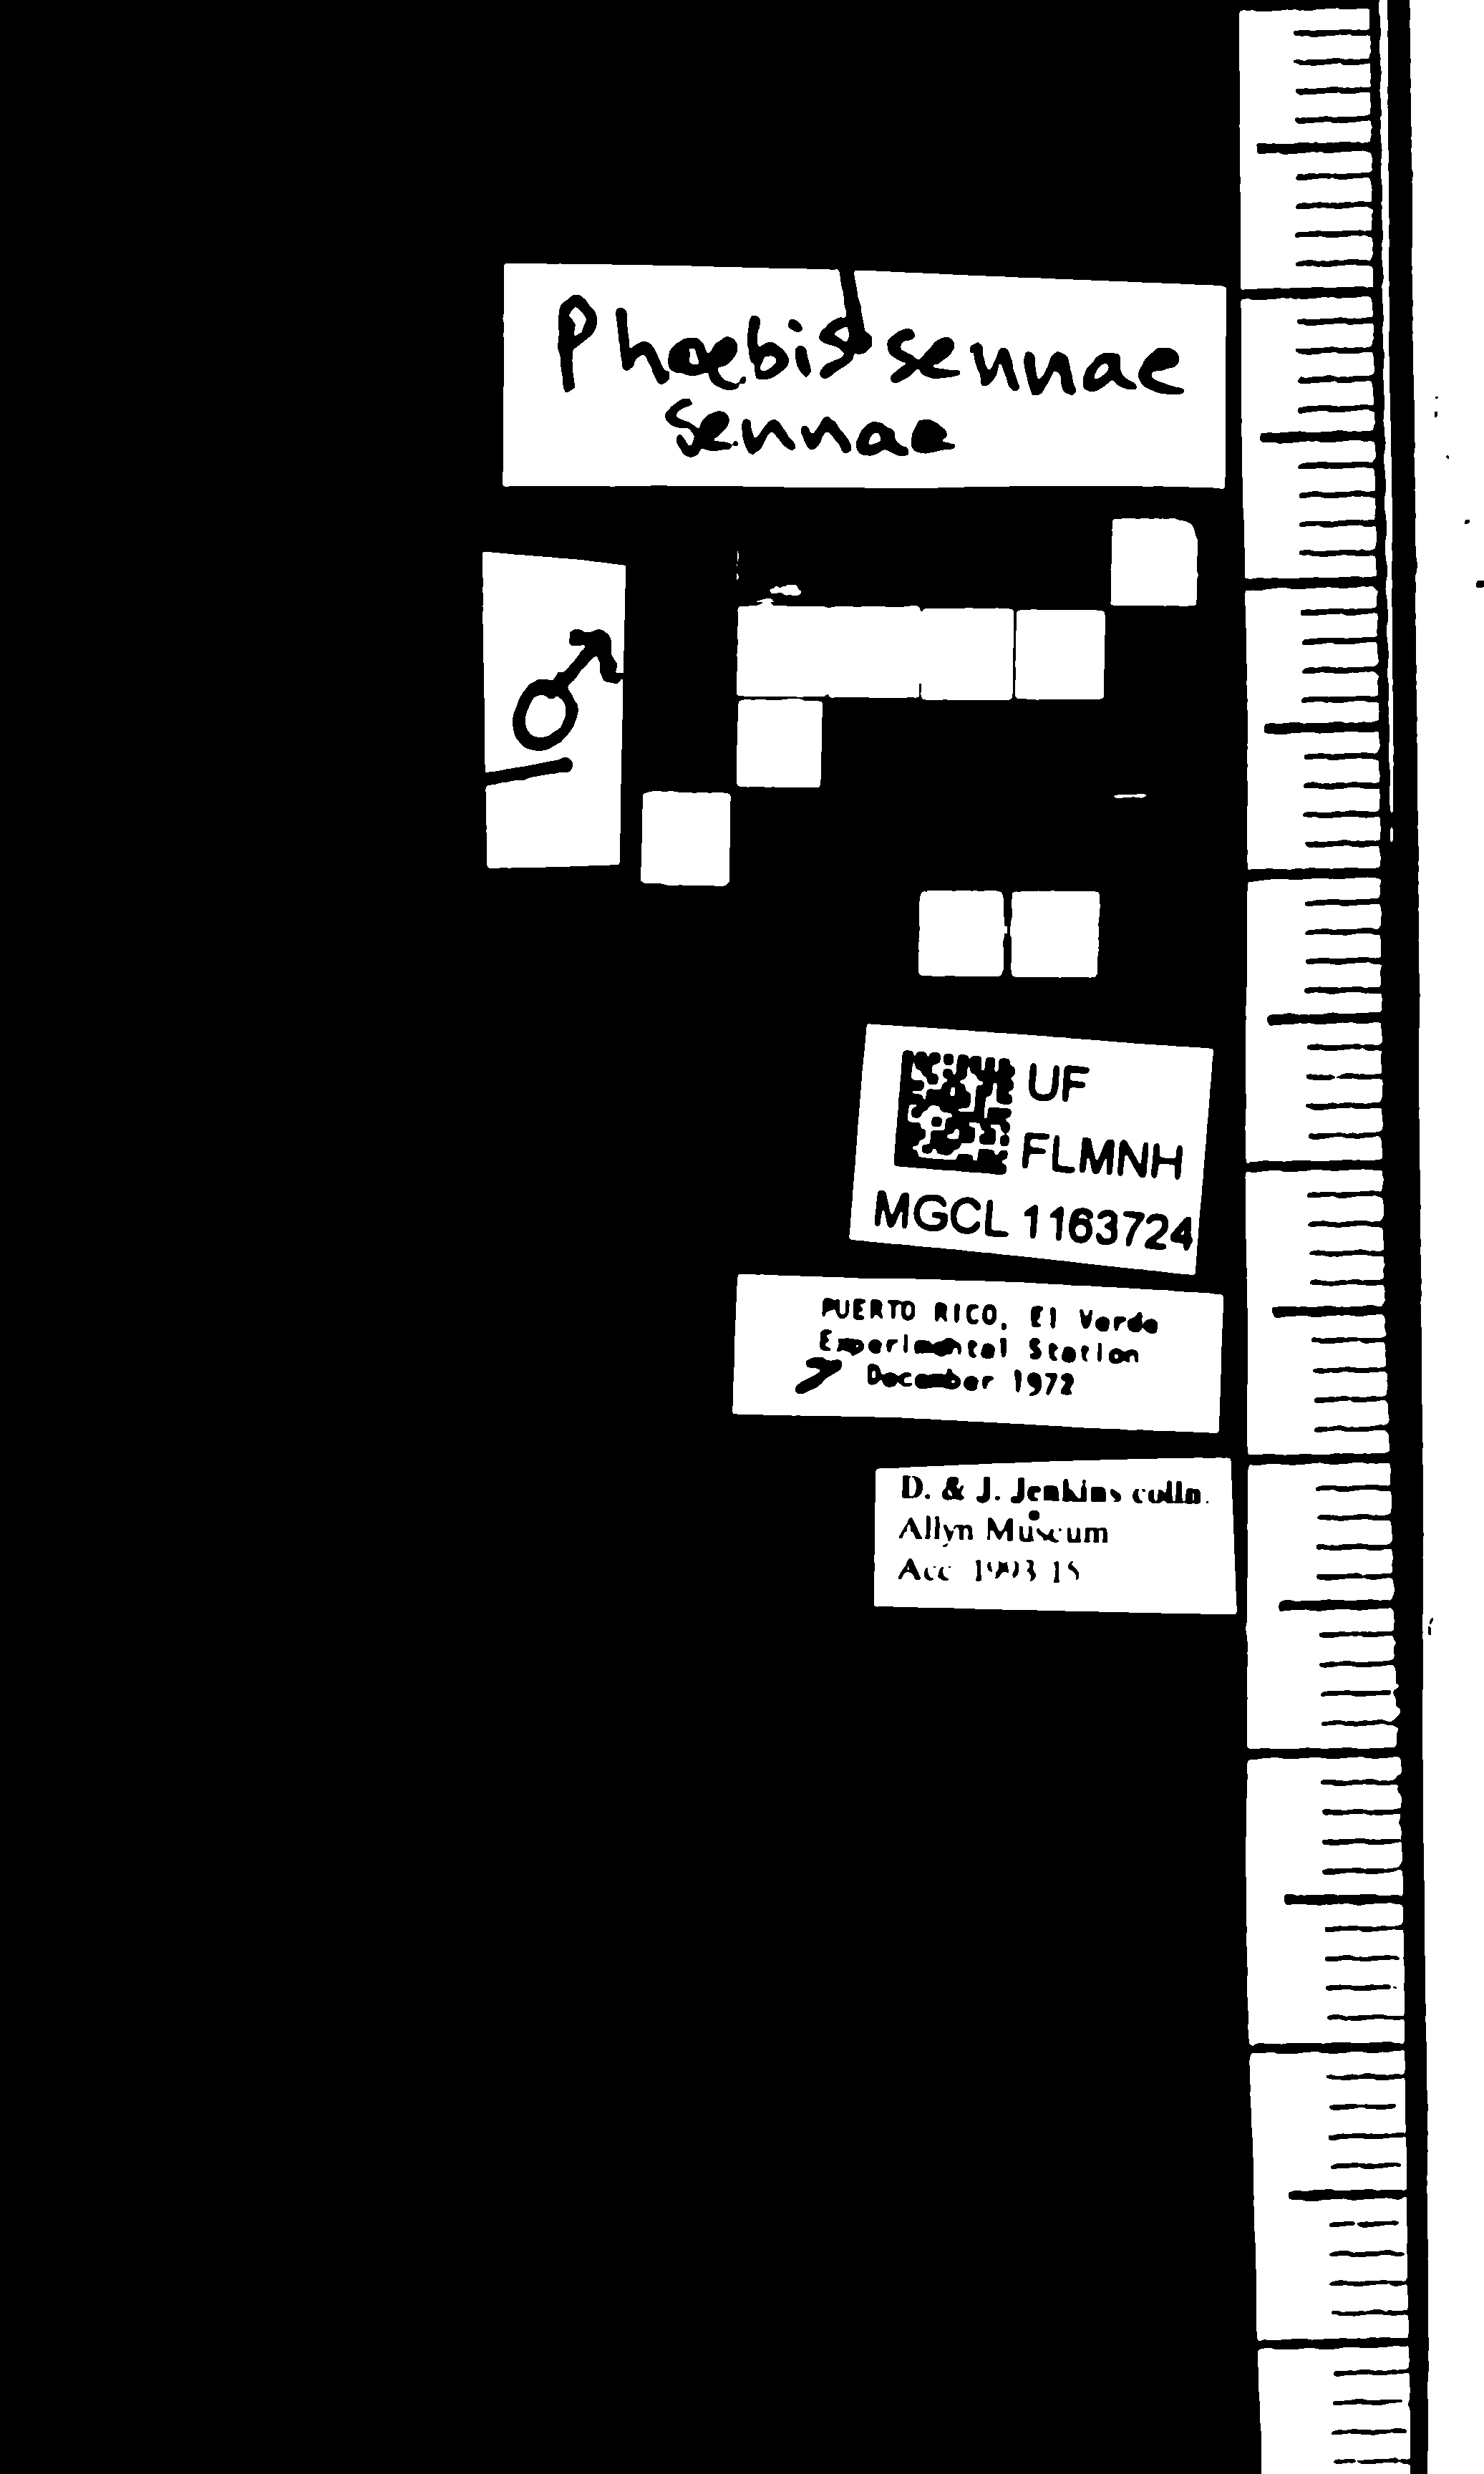 Phoebis sennae
sennae
♂
UF
FLMNH
MGCL 1163724
PUERTO RICO, El Verde
Experimental Station
7 December 1972
D. & J. Jenkins colln.
Allyn Museum
Acc 1993 15